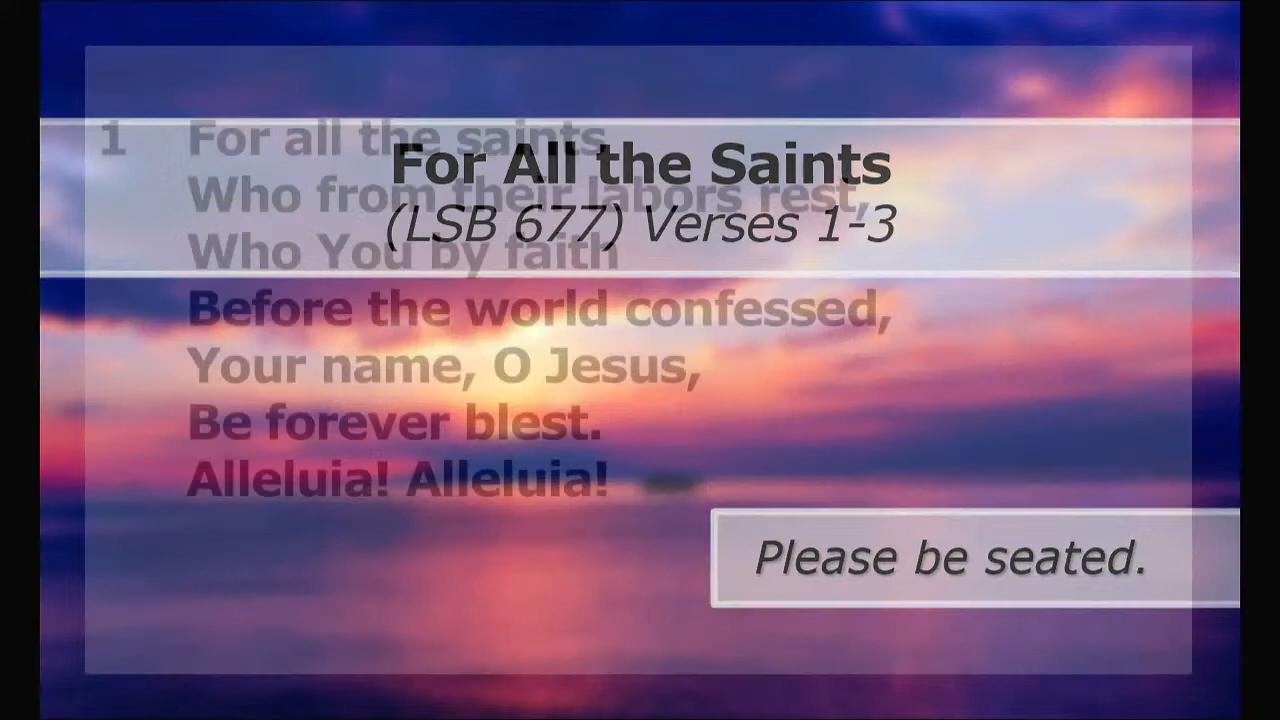 For All the Saints
(LSB 677) Verses 1-3
1 For all the saints
Who from their labors rest,
Who You by faith
Before the world confessed,
Your name, O Jesus,
Be forever blest.
Alleluia! Alleluia!
Please be seated.